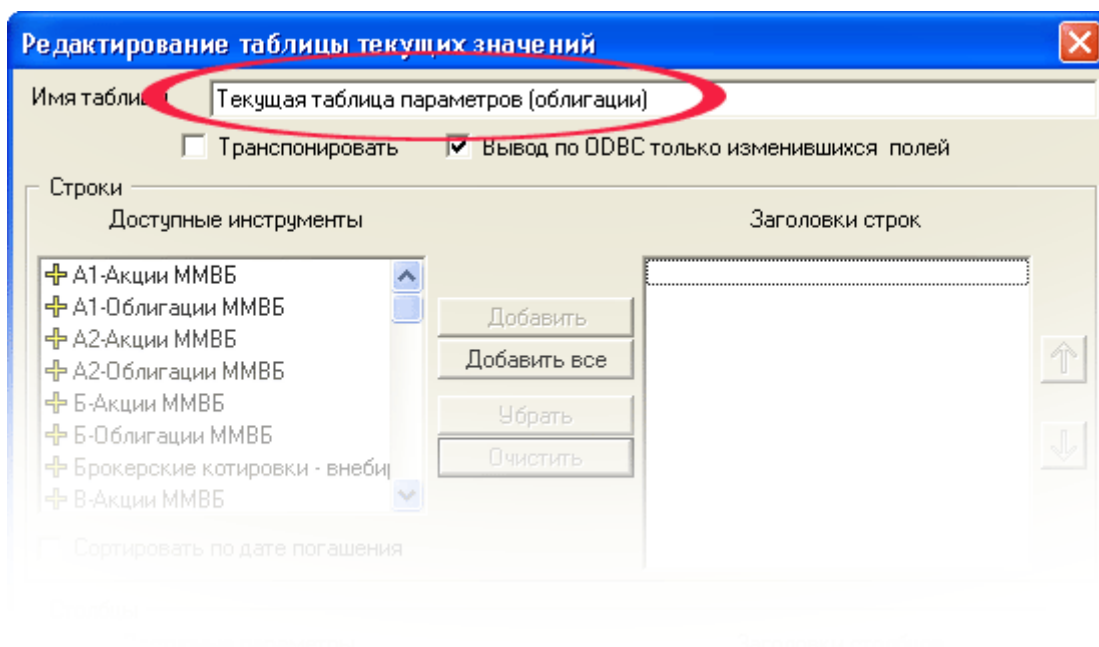 Редактирование таблицы текущих значений
Имя таблицы Текущая таблица параметров (облигации)
Транспонировать Вывод по ODBC только изменившихся полей
Строки
Доступные инструменты Заголовки строк
А1-Акции ММВБ
А1-Облигации ММВБ
А2-Акции ММВБ
А2-Облигации ММВБ
Б-Акции ММВБ
Б-Облигации ММВБ
Брокерские котировки - внебир
В-Акции ММВБ
Добавить
Добавить все
Убрать
Очистить
Сортировать по дате погашения